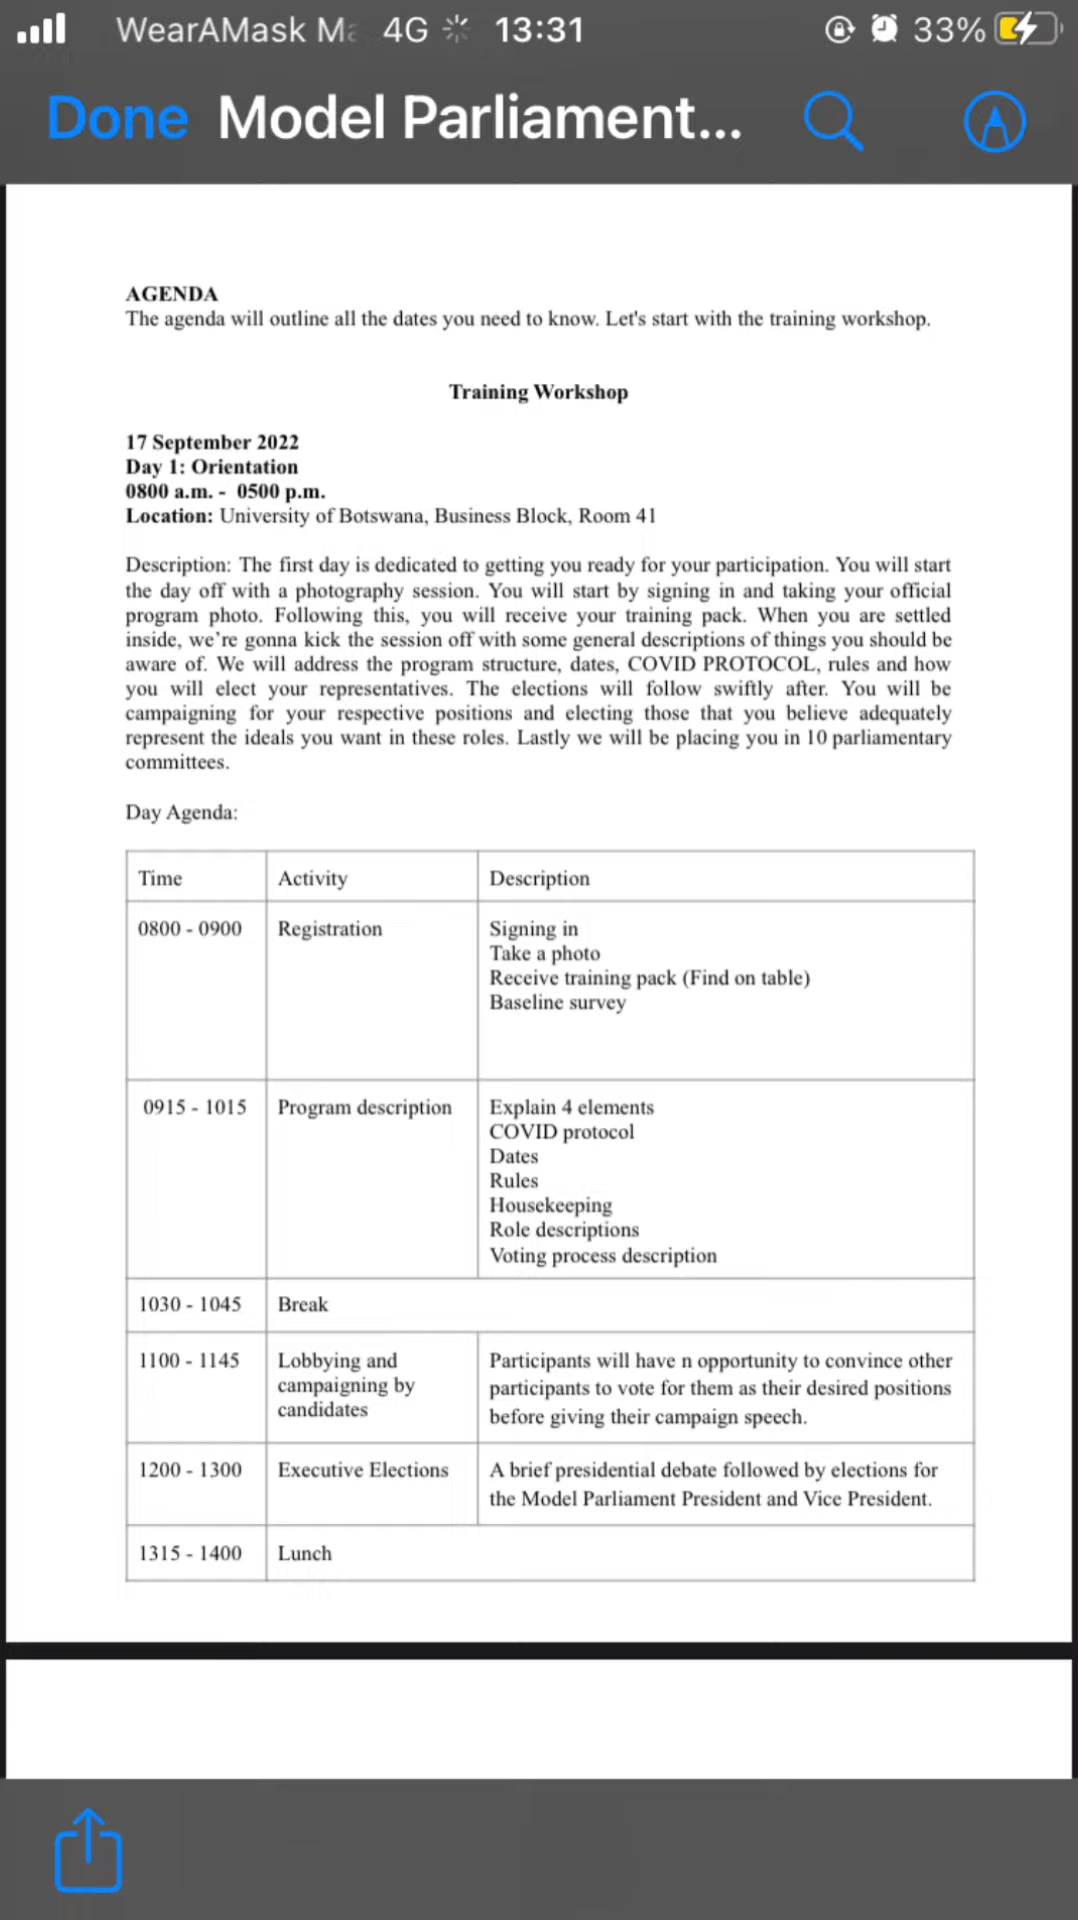 WearAMask Ma 4G 13:31 33%
Done Model Parliament...
AGENDA
The agenda will outline all the dates you need to know. Let's start with the training workshop.
Training Workshop
17 September 2022
Day 1: Orientation
0800 a.m. - 0500 p.m.
Location: University of Botswana, Business Block, Room 41
Description: The first day is dedicated to getting you ready for your participation. You will start
the day off with a photography session. You will start by signing in and taking your official
program photo. Following this, you will receive your training pack. When you are settled
inside, we're gonna kick the session off with some general descriptions of things you should be
aware of. We will address the program structure, dates, COVID PROTOCOL, rules and how
you will elect your representatives. The elections will follow swiftly after. You will be
campaigning for your respective positions and electing those that you believe adequately
represent the ideals you want in these roles. Lastly we will be placing you in 10 parliamentary
committees.
Day Agenda:
Time Activity Description
0800 - 0900 Registration Signing in
Take a photo
Receive training pack (Find on table)
Baseline survey
0915 - 1015 Program description Explain 4 elements
COVID protocol
Dates
Rules
Housekeeping
Role descriptions
Voting process description
1030 - 1045 Break
1100 - 1145 Lobbying and Participants will have n opportunity to convince other
campaigning by participants to vote for them as their desired positions
candidates before giving their campaign speech.
1200 - 1300 Executive Elections A brief presidential debate followed by elections for
the Model Parliament President and Vice President.
1315 - 1400 Lunch